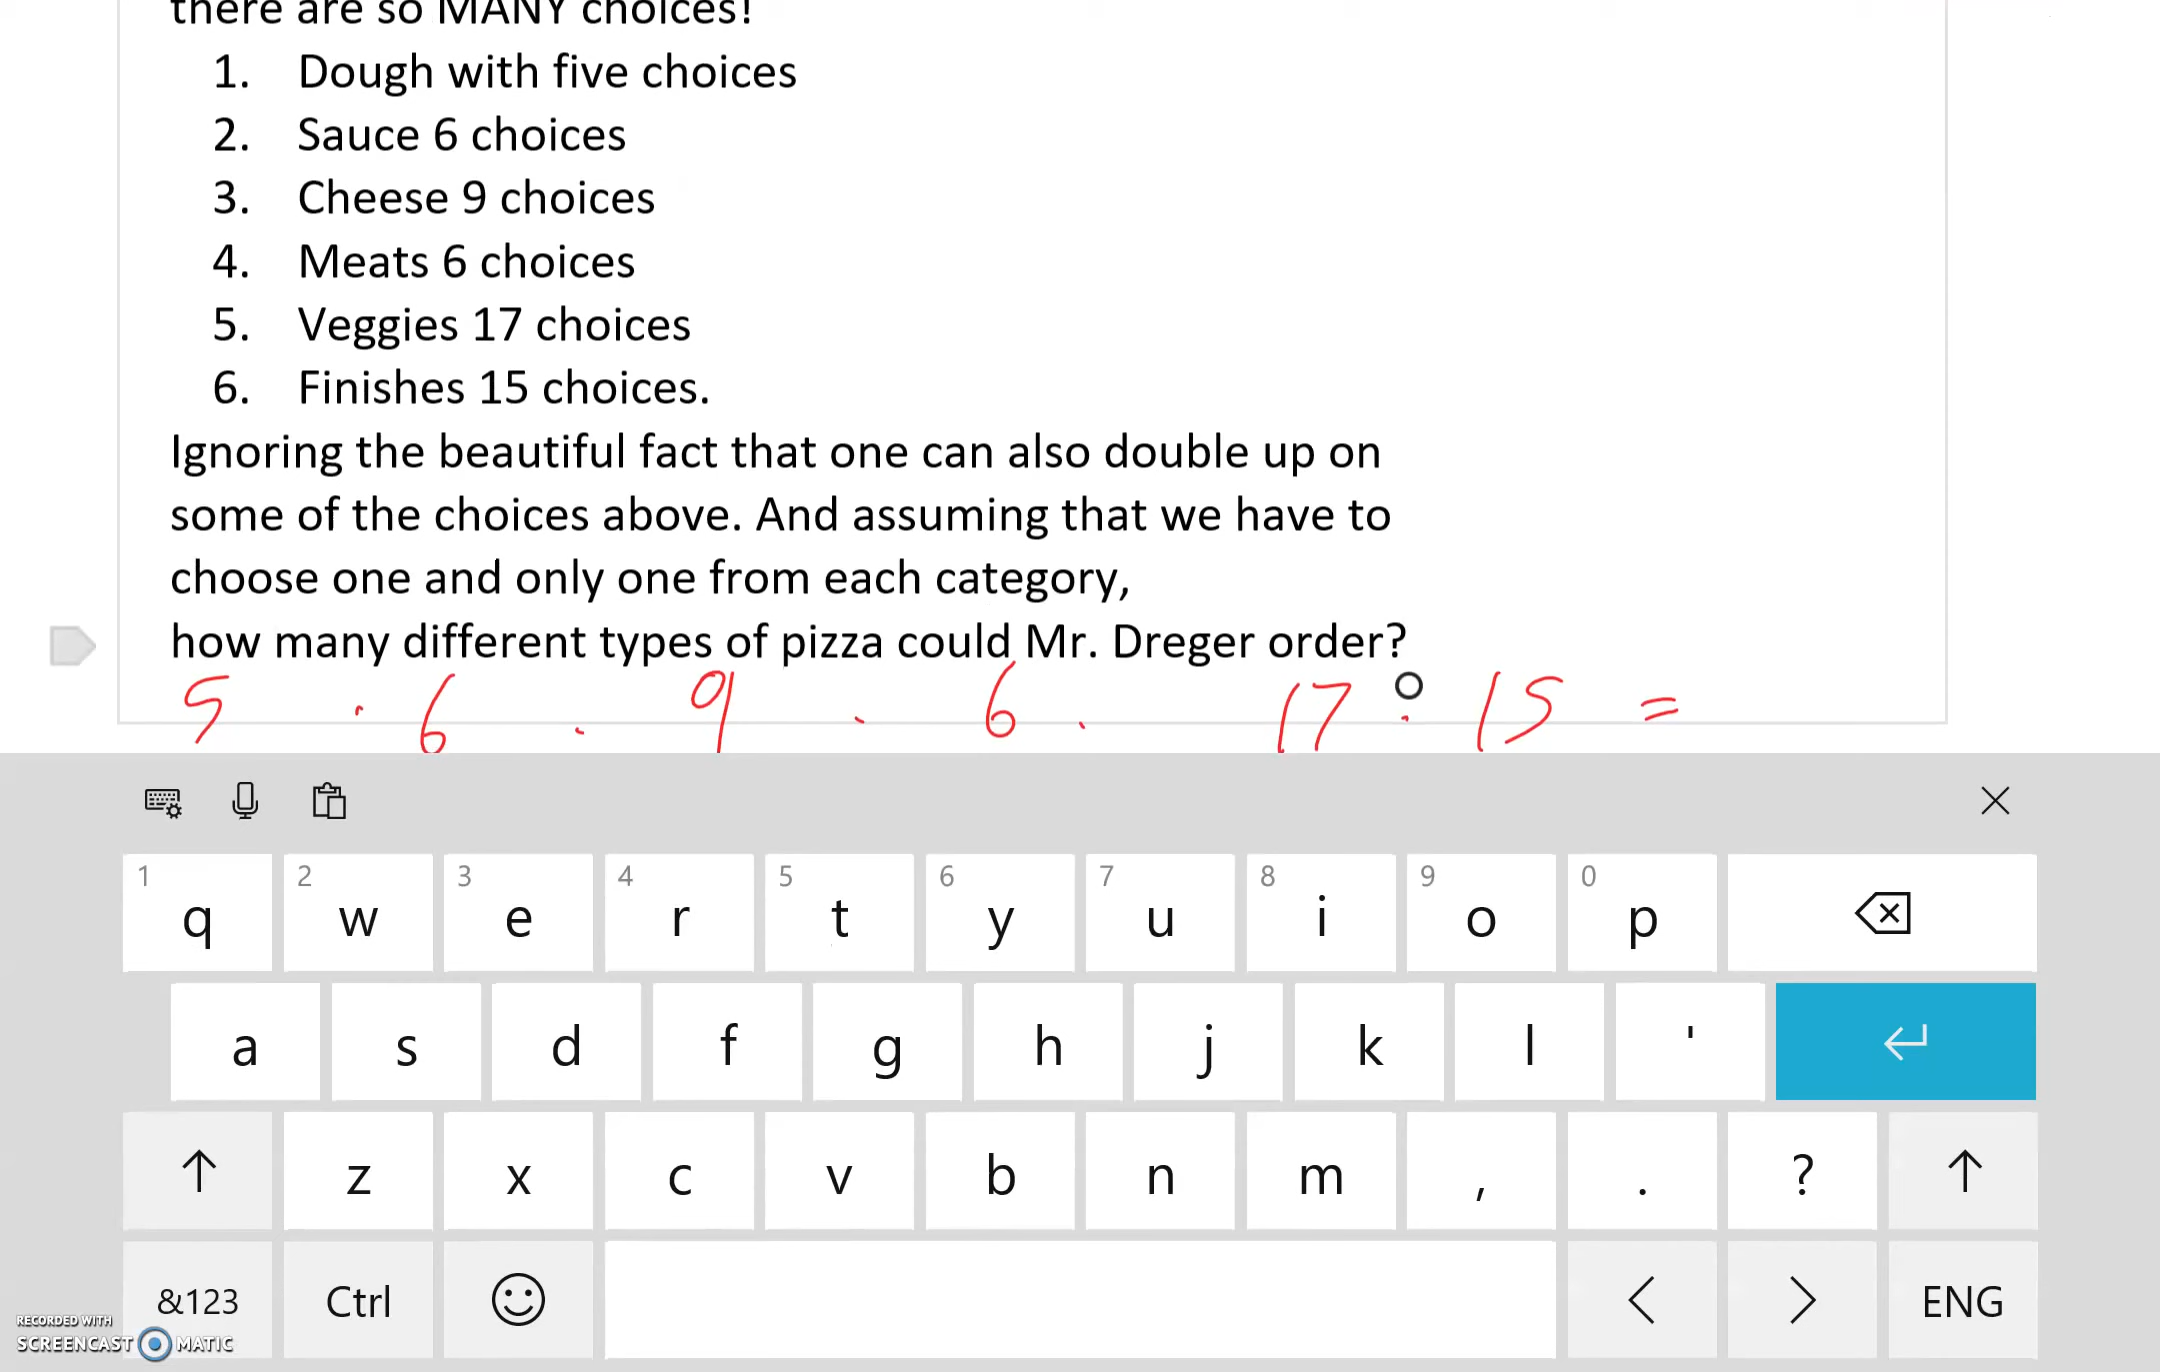 there are so MANY choices!
1. Dough with five choices
2. Sauce 6 choices
3. Cheese 9 choices
4. Meats 6 choices
5. Veggies 17 choices
6. Finishes 15 choices.
Ignoring the beautiful fact that one can also double up on
some of the choices above. And assuming that we have to
choose one and only one from each category,
how many different types of pizza could Mr. Dreger order?
5 · 6 · 9 · 6 · 17 · 15 =
1 2 3 4 5 6 7 8 9 0
q w e r t y u i o p
a s d f g h j k l '
z x c v b n m , . ?
&123 Ctrl < > ENG
RECORDED WITH
SCREENCAST MATIC